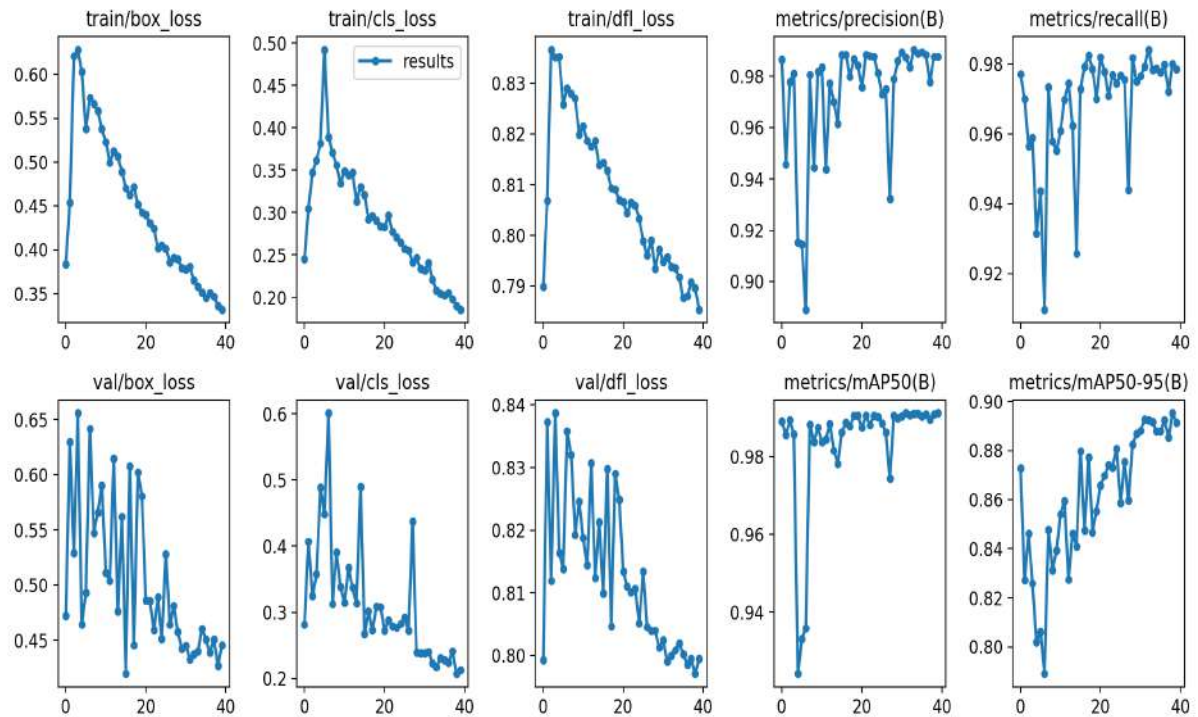 train/box_loss
train/cls_loss
train/dfl_loss
metrics/precision(B)
metrics/recall(B)
0.60
0.55
0.50
0.45
0.40
0.35
0 20 40
0.50
0.45
0.40
0.35
0.30
0.25
0.20
results
0 20 40
0.83
0.82
0.81
0.80
0.79
0 20 40
0.98
0.96
0.94
0.92
0.90
0 20 40
0.98
0.96
0.94
0.92
0 20 40
val/box_loss
val/cls_loss
val/dfl_loss
metrics/mAP50(B)
metrics/mAP50-95(B)
0.65
0.60
0.55
0.50
0.45
0 20 40
0.6
0.5
0.4
0.3
0.2
0 20 40
0.84
0.83
0.82
0.81
0.80
0 20 40
0.98
0.96
0.94
0 20 40
0.90
0.88
0.86
0.84
0.82
0.80
0 20 40